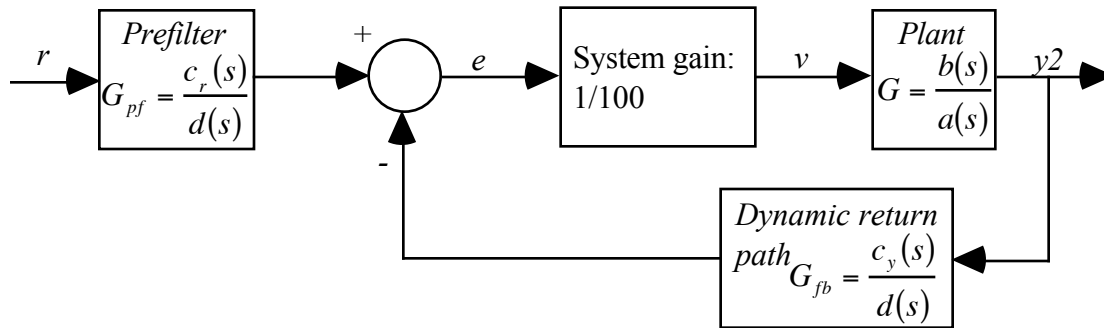 r
Prefilter
G_pf = c_r(s) / d(s)
+
-
e
System gain:
1/100
v
Plant
G = b(s) / a(s)
y2
Dynamic return
path G_fb = c_y(s) / d(s)